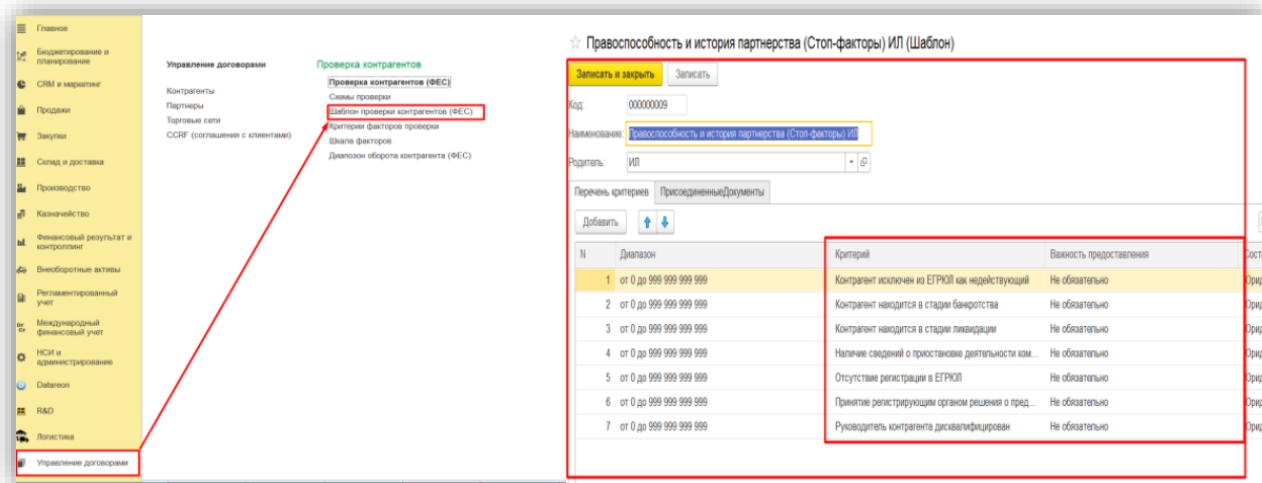 Главное
Бюджетирование и
планирование
CRM и маркетинг
Продажи
Закупки
Склад и доставка
Производство
Казначейство
Финансовый результат и
контроллинг
Внеоборотные активы
Регламентированный
учет
Международный
финансовый учет
НСИ и
администрирование
Datareon
R&D
Логистика
Управление договорами
Управление договорами
Контрагенты
Партнеры
Торговые сети
CCRF (соглашения с клиентами)
Проверка контрагентов
Проверка контрагентов (ФЕС)
Схемы проверки
Шаблон проверки контрагентов (ФЕС)
Критерии факторов проверки
Шкала факторов
Диапазон оборота контрагента (ФЕС)
Правоспособность и история партнерства (Стоп-факторы) ИЛ (Шаблон)
Записать и закрыть Записать
Код: 000000009
Наименование: Правоспособность и история партнерства (Стоп-факторы) ИЛ
Родитель: ИЛ
Перечень критериев ПрисоединенныеДокументы
Добавить
N Диапазон Критерий Важность предоставления Сост
1 от 0 до 999 999 999 999 Контрагент исключен из ЕГРЮЛ как недействующий Не обязательно Юрид
2 от 0 до 999 999 999 999 Контрагент находится в стадии банкротства Не обязательно Юрид
3 от 0 до 999 999 999 999 Контрагент находится в стадии ликвидации Не обязательно Юрид
4 от 0 до 999 999 999 999 Наличие сведений о приостановке деятельности ком... Не обязательно Юрид
5 от 0 до 999 999 999 999 Отсутствие регистрации в ЕГРЮЛ Не обязательно Юрид
6 от 0 до 999 999 999 999 Принятие регистрирующим органом решения о пред... Не обязательно Юрид
7 от 0 до 999 999 999 999 Руководитель контрагента дисквалифицирован Не обязательно Юрид